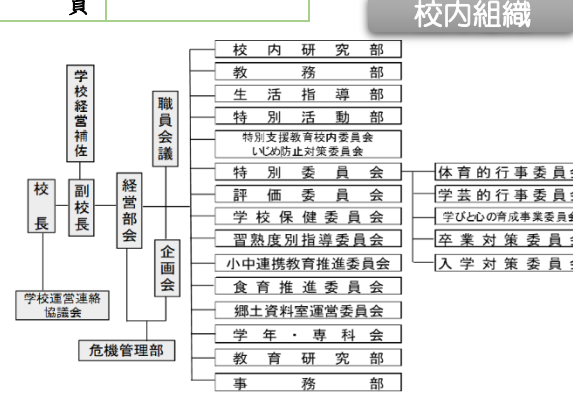 員
校内組織
学校経営補佐
職員会議
校長
副校長
経営部会
企画会
学校運営連絡
協議会
危機管理部
校内研究部
教務部
生活指導部
特別活動部
特別支援教育校内委員会
いじめ防止対策委員会
特別委員会
評価委員会
学校保健委員会
習熟度別指導委員会
小中連携教育推進委員会
食育推進委員会
郷土資料室運営委員会
学年・専科会
教育研究部
事務部
体育的行事委員会
学芸的行事委員会
学びと心の育成事業委員会
卒業対策委員会
入学対策委員会